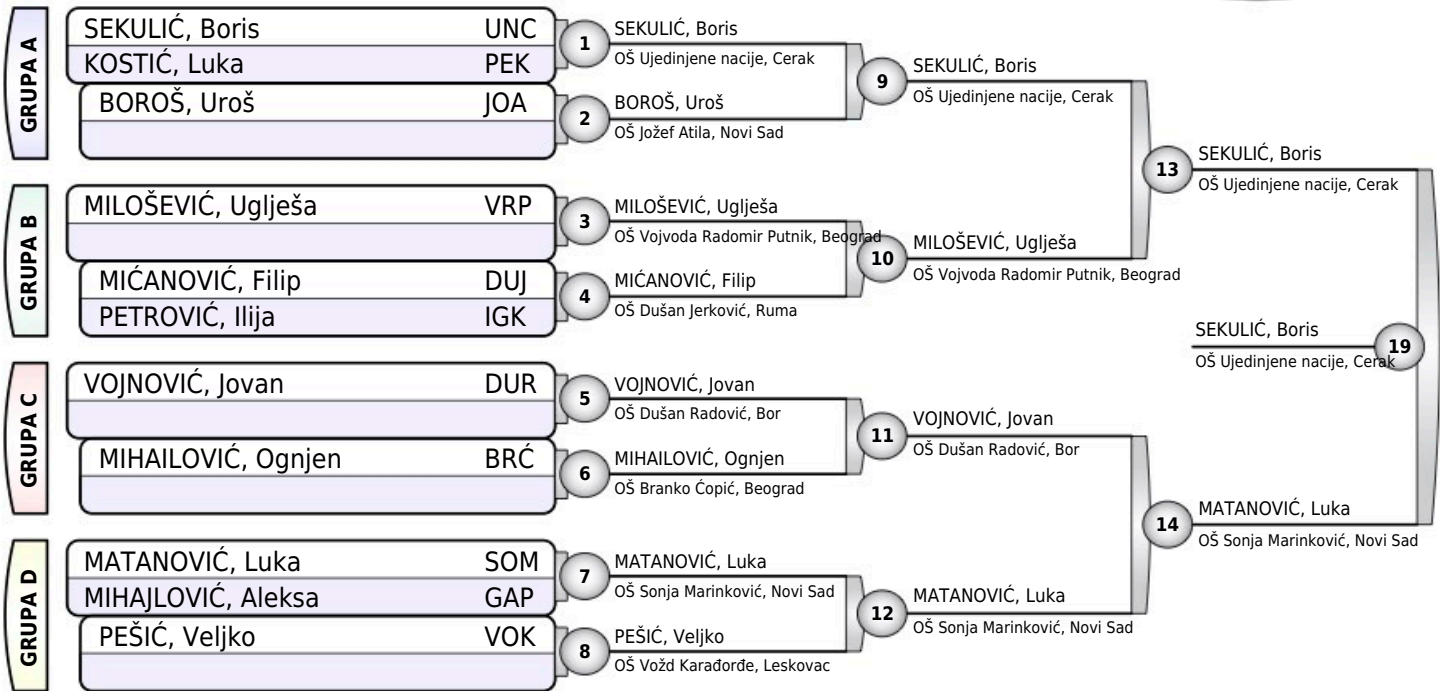 GRUPA A
SEKULIĆ, Boris UNC
KOSTIĆ, Luka PEK
BOROŠ, Uroš JOA
1
SEKULIĆ, Boris
OŠ Ujedinjene nacije, Cerak
2
BOROŠ, Uroš
OŠ Jožef Atila, Novi Sad
9
SEKULIĆ, Boris
OŠ Ujedinjene nacije, Cerak
GRUPA B
MILOŠEVIĆ, Uglješa VRP
MIĆANOVIĆ, Filip DUJ
PETROVIĆ, Ilija IGK
3
MILOŠEVIĆ, Uglješa
OŠ Vojvoda Radomir Putnik, Beograd
4
MIĆANOVIĆ, Filip
OŠ Dušan Jerković, Ruma
10
MILOŠEVIĆ, Uglješa
OŠ Vojvoda Radomir Putnik, Beograd
13
SEKULIĆ, Boris
OŠ Ujedinjene nacije, Cerak
GRUPA C
VOJNOVIĆ, Jovan DUR
MIHAILOVIĆ, Ognjen BRĆ
5
VOJNOVIĆ, Jovan
OŠ Dušan Radović, Bor
6
MIHAILOVIĆ, Ognjen
OŠ Branko Ćopić, Beograd
11
VOJNOVIĆ, Jovan
OŠ Dušan Radović, Bor
GRUPA D
MATANOVIĆ, Luka SOM
MIHAJLOVIĆ, Aleksa GAP
PEŠIĆ, Veljko VOK
7
MATANOVIĆ, Luka
OŠ Sonja Marinković, Novi Sad
8
PEŠIĆ, Veljko
OŠ Vožd Karađorđe, Leskovac
12
MATANOVIĆ, Luka
OŠ Sonja Marinković, Novi Sad
14
MATANOVIĆ, Luka
OŠ Sonja Marinković, Novi Sad
SEKULIĆ, Boris
OŠ Ujedinjene nacije, Cerak
19